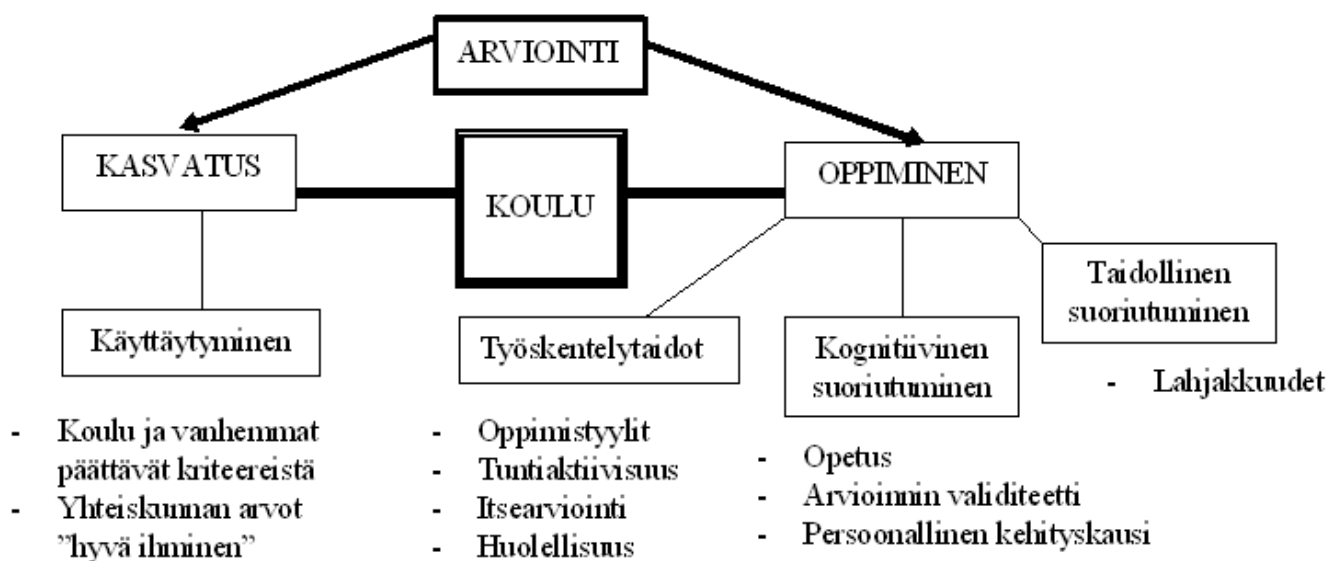 ARVIOINTI
KASVATUS
KOULU
OPPIMINEN
Käyttäytyminen
Työskentelytaidot
Kognitiivinen
suoriutuminen
Taidollinen
suoriutuminen
- Koulu ja vanhemmat
päättävät kriteereistä
- Yhteiskunnan arvot
”hyvä ihminen”
- Oppimistyylit
- Tuntiaktiivisuus
- Itsearviointi
- Huolellisuus
- Opetus
- Arvioinnin validiteetti
- Persoonallinen kehityskausi
- Lahjakkuudet